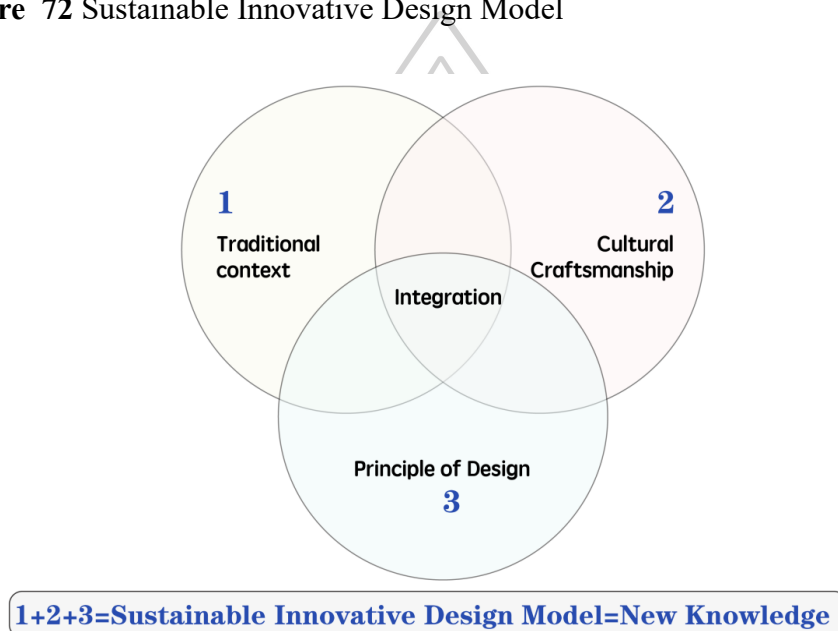 re 72 Sustainable Innovative Design Model
1
2
Traditional
context
Cultural
Craftsmanship
Integration
Principle of Design
3
1+2+3=Sustainable Innovative Design Model=New Knowledge